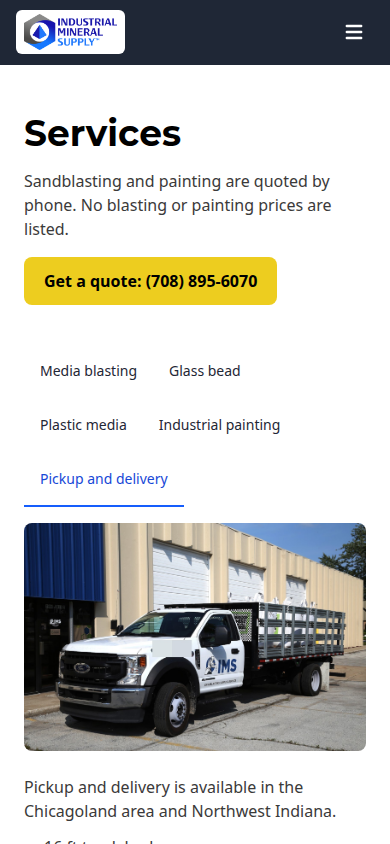 INDUSTRIAL
MINERAL
SUPPLY™
Services
Sandblasting and painting are quoted by
phone. No blasting or painting prices are
listed.
Get a quote: (708) 895-6070
Media blasting
Glass bead
Plastic media
Industrial painting
Pickup and delivery
IMS
IMS
Pickup and delivery is available in the
Chicagoland area and Northwest Indiana.